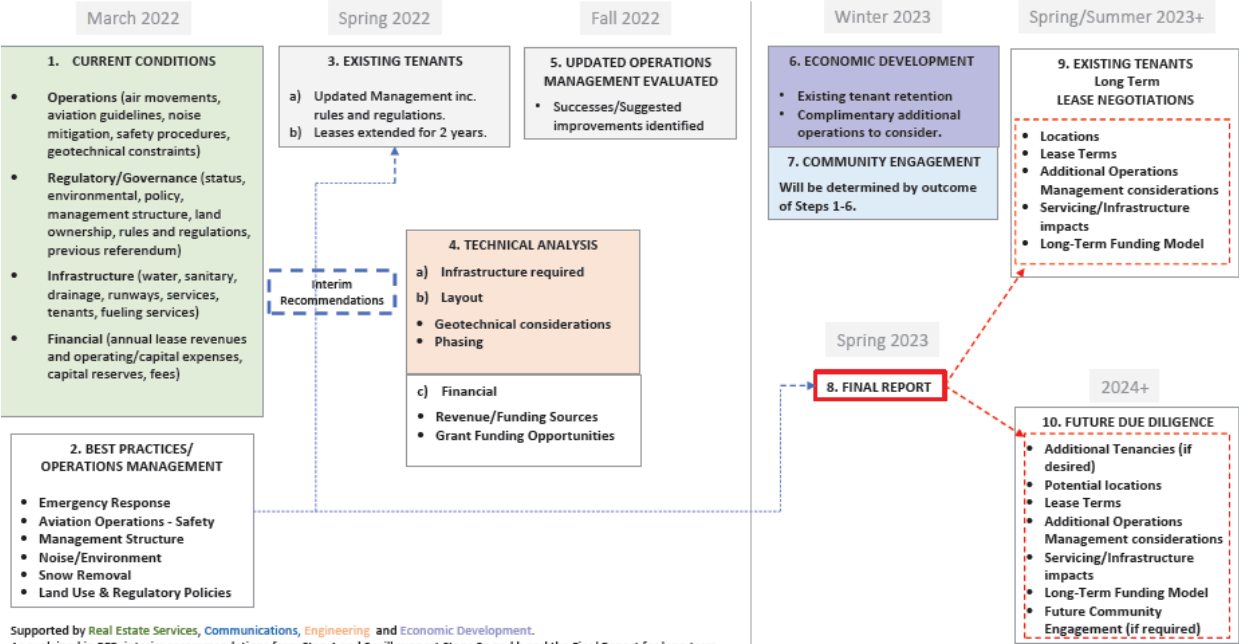 March 2022
Spring 2022
Fall 2022
Winter 2023
Spring/Summer 2023+
1. CURRENT CONDITIONS
• Operations (air movements,
aviation guidelines, noise
mitigation, safety procedures,
geotechnical constraints)
• Regulatory/Governance (status,
environmental, policy,
management structure, land
ownership, rules and regulations,
previous referendum)
• Infrastructure (water, sanitary,
drainage, runways, services,
tenants, fueling services)
• Financial (annual lease revenues
and operating/capital expenses,
capital reserves, fees)
2. BEST PRACTICES/
OPERATIONS MANAGEMENT
• Emergency Response
• Aviation Operations - Safety
• Management Structure
• Noise/Environment
• Snow Removal
• Land Use & Regulatory Policies
3. EXISTING TENANTS
a) Updated Management inc.
rules and regulations.
b) Leases extended for 2 years.
Interim
Recommendations
4. TECHNICAL ANALYSIS
a) Infrastructure required
b) Layout
• Geotechnical considerations
• Phasing
c) Financial
• Revenue/Funding Sources
• Grant Funding Opportunities
5. UPDATED OPERATIONS
MANAGEMENT EVALUATED
• Successes/Suggested
improvements identified
6. ECONOMIC DEVELOPMENT
• Existing tenant retention
• Complimentary additional
operations to consider.
7. COMMUNITY ENGAGEMENT
Will be determined by outcome
of Steps 1-6.
Spring 2023
8. FINAL REPORT
9. EXISTING TENANTS
Long Term
LEASE NEGOTIATIONS
• Locations
• Lease Terms
• Additional Operations
Management considerations
• Servicing/Infrastructure
impacts
• Long-Term Funding Model
2024+
10. FUTURE DUE DILIGENCE
• Additional Tenancies (if
desired)
• Potential locations
• Lease Terms
• Additional Operations
Management considerations
• Servicing/Infrastructure
impacts
• Long-Term Funding Model
• Future Community
Engagement (if required)
Supported by Real Estate Services, Communications, Engineering and Economic Development.